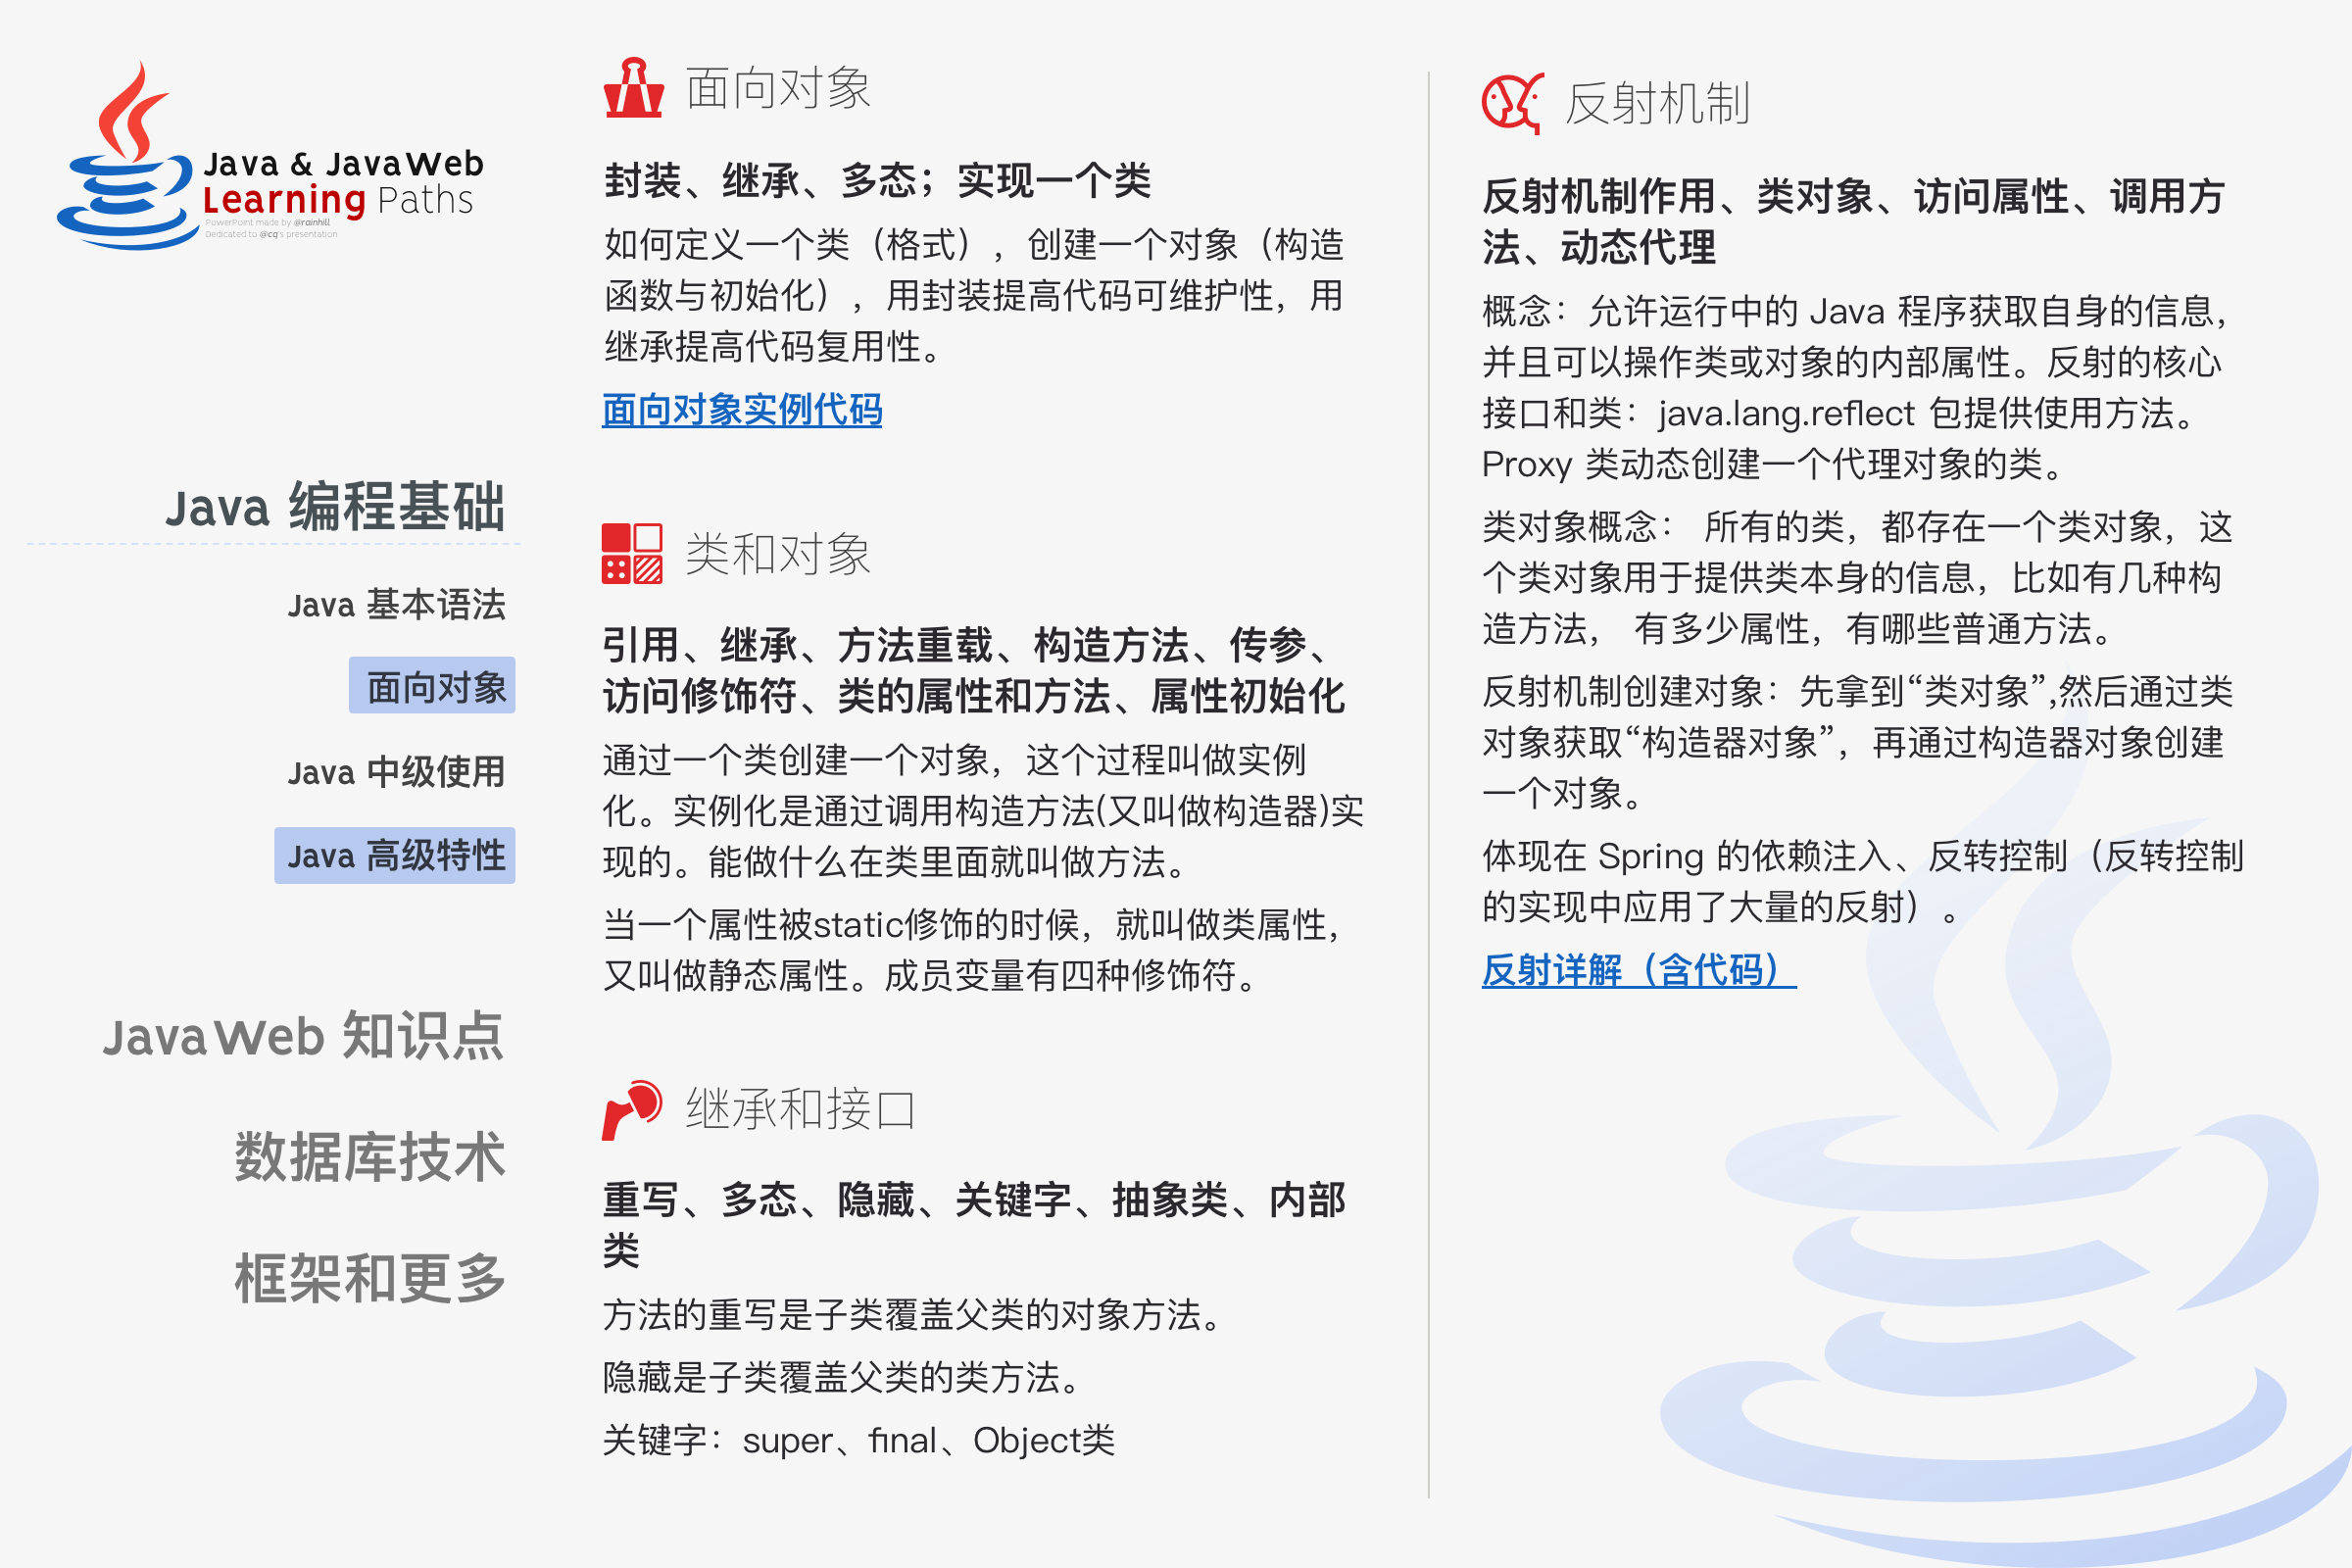 Java & JavaWeb
Learning Paths
PowerPoint made by @rainhill
Dedicated to @cq's presentation
Java 编程基础
Java 基本语法
面向对象
Java 中级使用
Java 高级特性
JavaWeb 知识点
数据库技术
框架和更多
面向对象
封装、继承、多态；实现一个类
如何定义一个类（格式），创建一个对象（构造
函数与初始化），用封装提高代码可维护性，用
继承提高代码复用性。
面向对象实例代码
类和对象
引用、继承、方法重载、构造方法、传参、
访问修饰符、类的属性和方法、属性初始化
通过一个类创建一个对象，这个过程叫做实例
化。实例化是通过调用构造方法(又叫做构造器)实
现的。能做什么在类里面就叫做方法。
当一个属性被static修饰的时候，就叫做类属性，
又叫做静态属性。成员变量有四种修饰符。
继承和接口
重写、多态、隐藏、关键字、抽象类、内部
类
方法的重写是子类覆盖父类的对象方法。
隐藏是子类覆盖父类的类方法。
关键字：super、final、Object类
反射机制
反射机制作用、类对象、访问属性、调用方
法、动态代理
概念：允许运行中的 Java 程序获取自身的信息，
并且可以操作类或对象的内部属性。反射的核心
接口和类：java.lang.reflect 包提供使用方法。
Proxy 类动态创建一个代理对象的类。
类对象概念： 所有的类，都存在一个类对象，这
个类对象用于提供类本身的信息，比如有几种构
造方法， 有多少属性，有哪些普通方法。
反射机制创建对象：先拿到“类对象”,然后通过类
对象获取“构造器对象”，再通过构造器对象创建
一个对象。
体现在 Spring 的依赖注入、反转控制（反转控制
的实现中应用了大量的反射）。
反射详解（含代码）